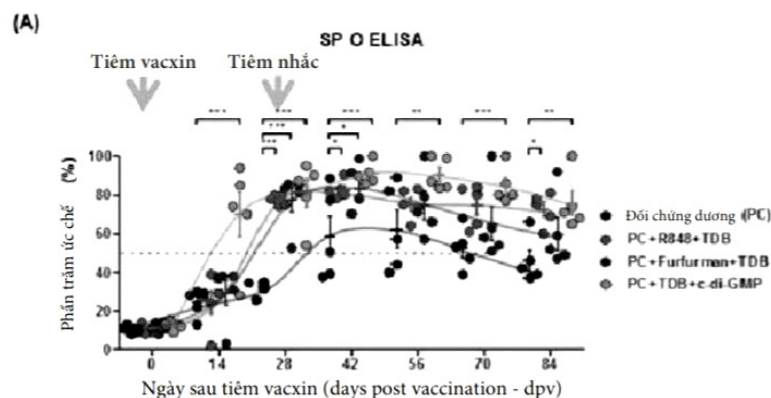 (A)
SP O ELISA
Tiêm vacxin
Tiêm nhắc
Phần trăm ức chế (%)
100
80
60
40
20
0
0 14 28 42 56 70 84
Ngày sau tiêm vacxin (days post vaccination - dpv)
Đối chứng dương (PC)
PC+R848+TDB
PC+Furfurman+TDB
PC+TDB+c-di-GMP